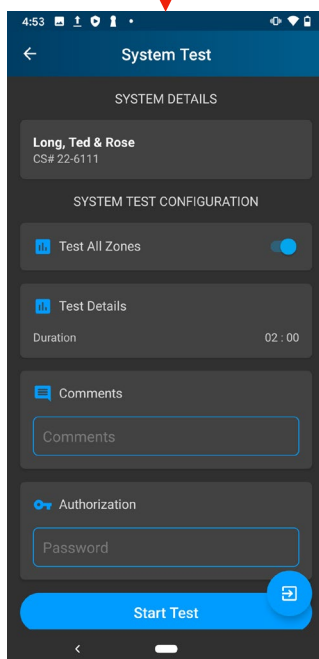 4:53
System Test
SYSTEM DETAILS
Long, Ted & Rose
CS# 22-6111
SYSTEM TEST CONFIGURATION
Test All Zones
Test Details
Duration 02 : 00
Comments
Comments
Authorization
Password
Start Test